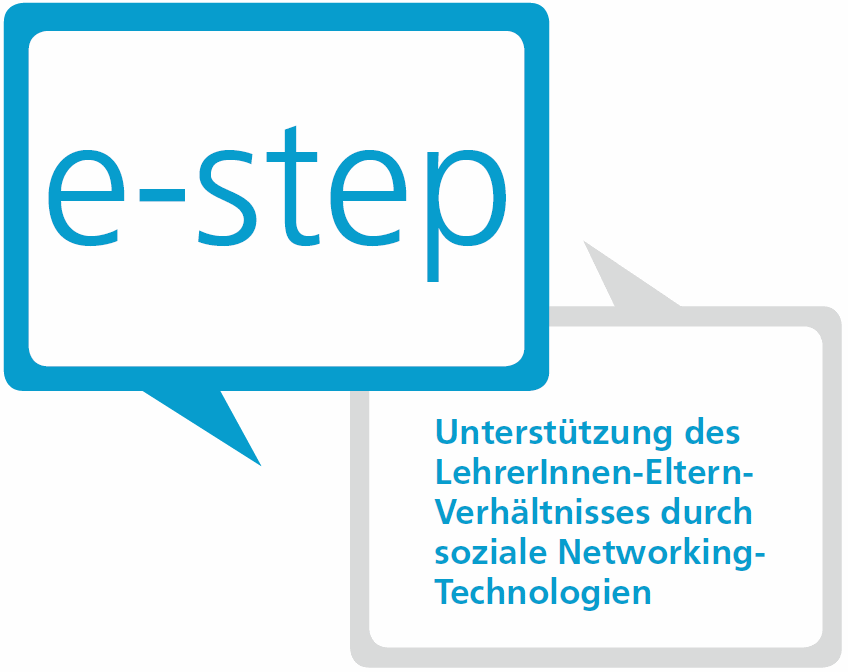 e-step
Unterstützung des
LehrerInnen-Eltern-
Verhältnisses durch
soziale Networking-
Technologien